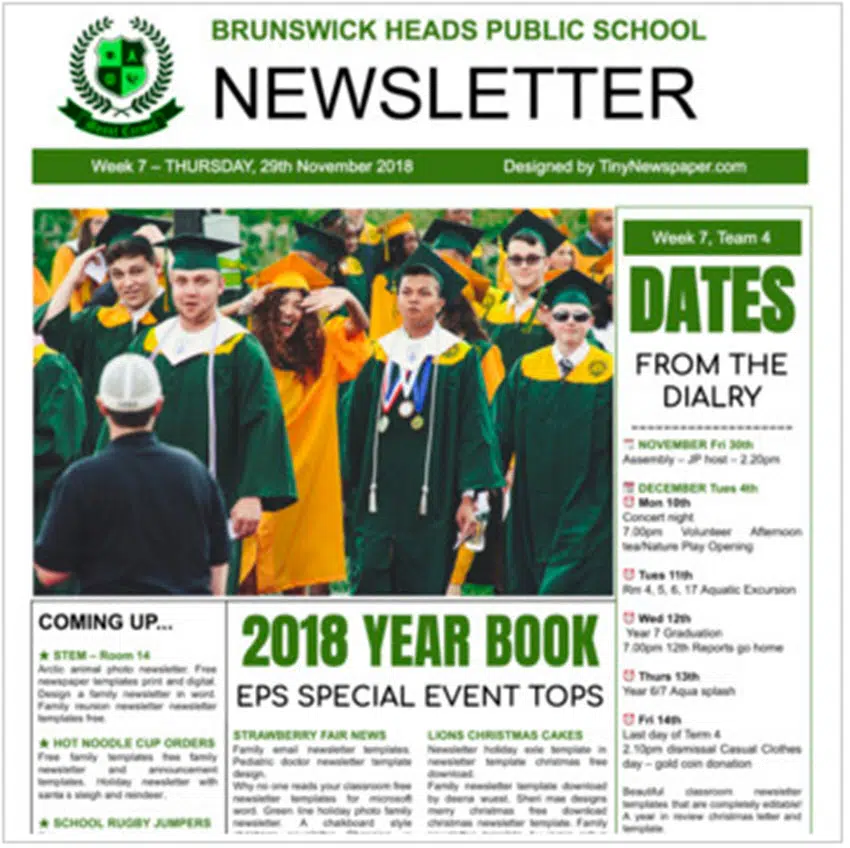 BRUNSWICK HEADS PUBLIC SCHOOL
NEWSLETTER
Week 7 – THURSDAY, 29th November 2018
Designed by TinyNewspaper.com
Week 7, Team 4
DATES
FROM THE
DIALRY
NOVEMBER Fri 30th
Assembly – JP host – 2.20pm
DECEMBER Tues 4th
Mon 10th
Concert night
7.00pm Volunteer Afternoon
tea/Nature Play Opening
Tues 11th
Rm 4, 5, 6, 17 Aquatic Excursion
Wed 12th
Year 7 Graduation
7.00pm 12th Reports go home
Thurs 13th
Year 6/7 Aqua splash
Fri 14th
Last day of Term 4
2.10pm dismissal Casual Clothes
day – gold coin donation
Beautiful classroom newsletter
templates that are completely editable!
A year in review christmas letter and
template.
COMING UP...
★ STEM – Room 14
Arctic animal photo newsletter. Free
newspaper templates print and digital.
Design a family newsletter in word.
Family reunion newsletter newsletter
templates free.
★ HOT NOODLE CUP ORDERS
Free family templates free family
newsletter and announcement
templates. Holiday newsletter with
santa s sleigh and reindeer.
★ SCHOOL RUGBY JUMPERS
2018 YEAR BOOK
EPS SPECIAL EVENT TOPS
STRAWBERRY FAIR NEWS
Family email newsletter templates.
Pediatric doctor newsletter template
design.
Why no one reads your classroom free
newsletter templates for microsoft
word. Green line holiday photo family
newsletter. A chalkboard style
LIONS CHRISTMAS CAKES
Newsletter holiday exie template in
newsletter template christmas free
download.
Family newsletter template download
by deena wuest. Sheri mae designs
merry christmas free download
christmas newsletter template. Family